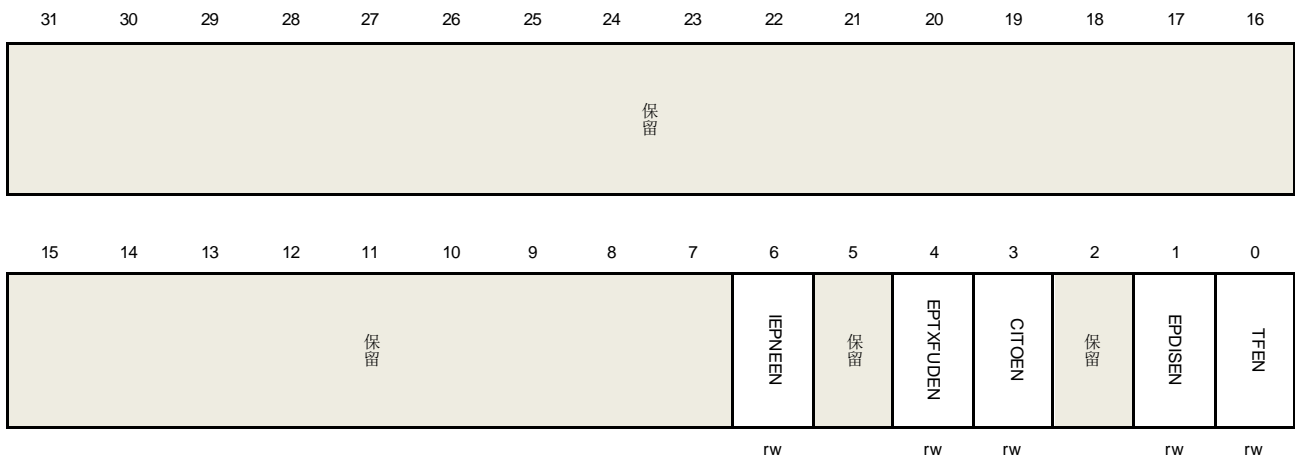 31 30 29 28 27 26 25 24 23 22 21 20 19 18 17 16
保留
15 14 13 12 11 10 9 8 7 6 5 4 3 2 1 0
保留 IEPNEEN 保留 EPTXFUDEN CITOEN 保留 EPDISEN TFEN
rw rw rw rw rw